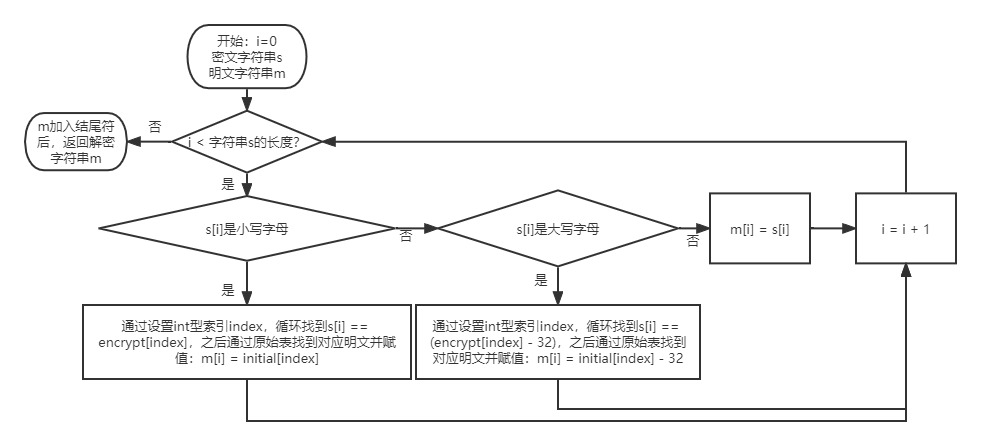 开始：i=0
密文字符串s
明文字符串m
m加入结尾符
后，返回解密
字符串m
否
i < 字符串s的长度?
是
s[i]是小写字母
否
s[i]是大写字母
否
m[i] = s[i]
i = i + 1
是
是
通过设置int型索引index，循环找到s[i] ==
encrypt[index]，之后通过原始表找到对应明文并赋
值：m[i] = initial[index]
通过设置int型索引index，循环找到s[i] ==
(encrypt[index] - 32)，之后通过原始表找到
对应明文并赋值：m[i] = initial[index] - 32